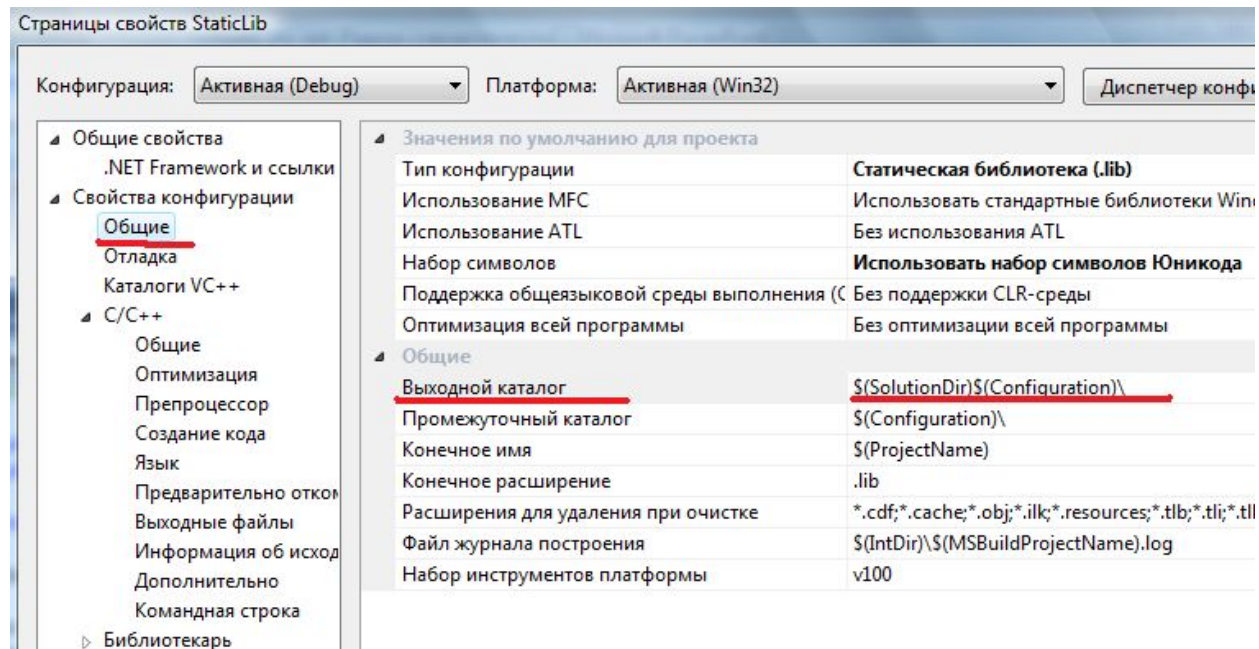 Страницы свойств StaticLib
Конфигурация: Активная (Debug) Платформа: Активная (Win32) Диспетчер конфи
Общие свойства
.NET Framework и ссылки
Свойства конфигурации
Общие
Отладка
Каталоги VC++
C/C++
Общие
Оптимизация
Препроцессор
Создание кода
Язык
Предварительно отком
Выходные файлы
Информация об исход
Дополнительно
Командная строка
Библиотекарь
Значения по умолчанию для проекта
Тип конфигурации Статическая библиотека (.lib)
Использование MFC Использовать стандартные библиотеки Wind
Использование ATL Без использования ATL
Набор символов Использовать набор символов Юникода
Поддержка общеязыковой среды выполнения (C Без поддержки CLR-среды
Оптимизация всей программы Без оптимизации всей программы
Общие
Выходной каталог $(SolutionDir)$(Configuration)\
Промежуточный каталог $(Configuration)\
Конечное имя $(ProjectName)
Конечное расширение .lib
Расширения для удаления при очистке *.cdf;*.cache;*.obj;*.ilk;*.resources;*.tlb;*.tli;*.tl
Файл журнала построения $(IntDir)\$(MSBuildProjectName).log
Набор инструментов платформы v100